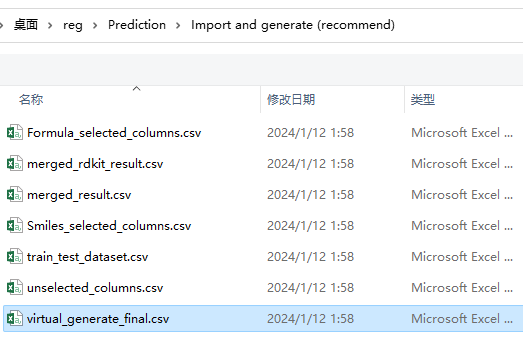 桌面 > reg > Prediction > Import and generate (recommend)
名称 修改日期 类型
Formula_selected_columns.csv 2024/1/12 1:58 Microsoft Excel ...
merged_rdkit_result.csv 2024/1/12 1:58 Microsoft Excel ...
merged_result.csv 2024/1/12 1:58 Microsoft Excel ...
Smiles_selected_columns.csv 2024/1/12 1:58 Microsoft Excel ...
train_test_dataset.csv 2024/1/12 1:58 Microsoft Excel ...
unselected_columns.csv 2024/1/12 1:58 Microsoft Excel ...
virtual_generate_final.csv 2024/1/12 1:58 Microsoft Excel ...